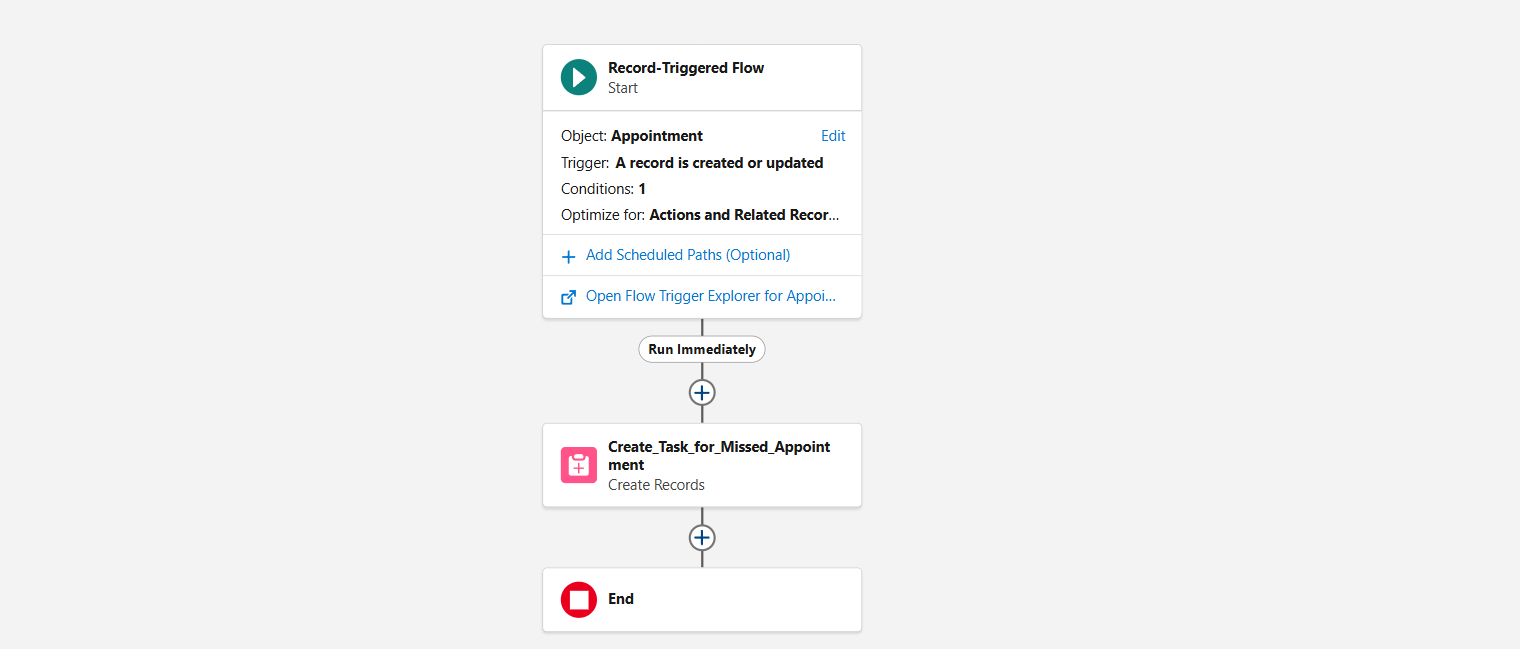 Record-Triggered Flow
Start
Object: Appointment
Edit
Trigger: A record is created or updated
Conditions: 1
Optimize for: Actions and Related Recor...
Add Scheduled Paths (Optional)
Open Flow Trigger Explorer for Appoi...
Run Immediately
Create_Task_for_Missed_Appoint
ment
Create Records
End